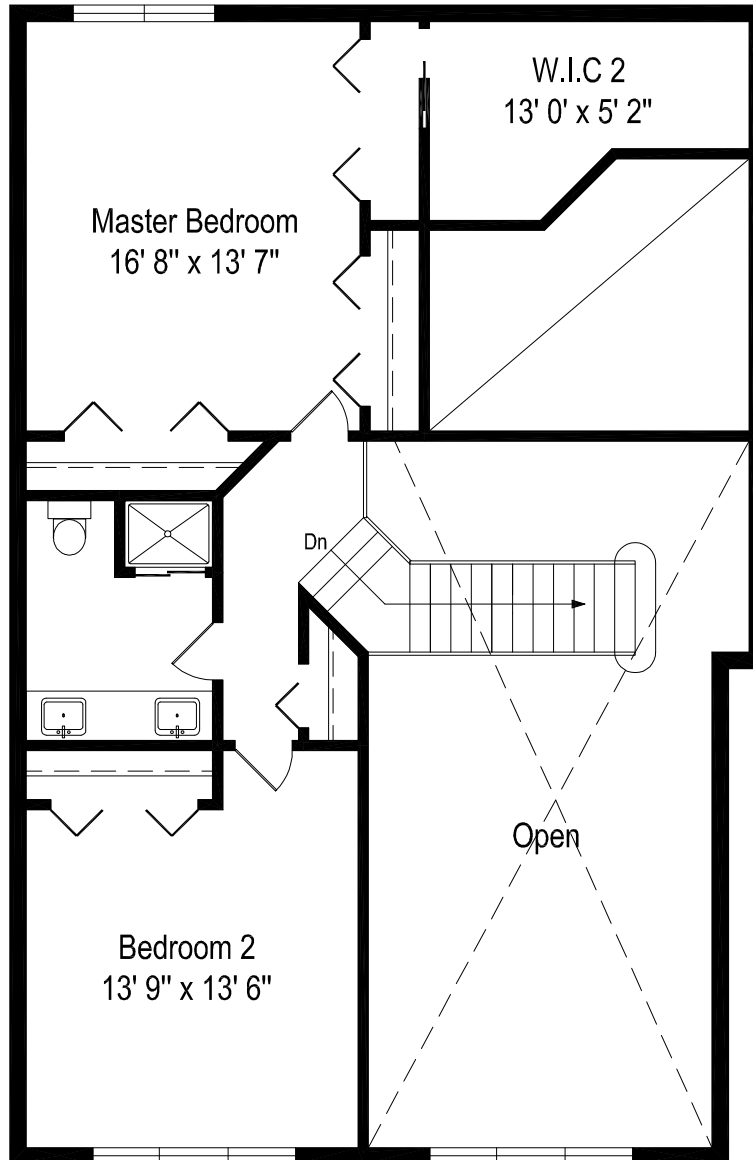 W.I.C 2
13' 0' x 5' 2"
Master Bedroom
16' 8" x 13' 7"
Dn
Open
Bedroom 2
13' 9" x 13' 6"